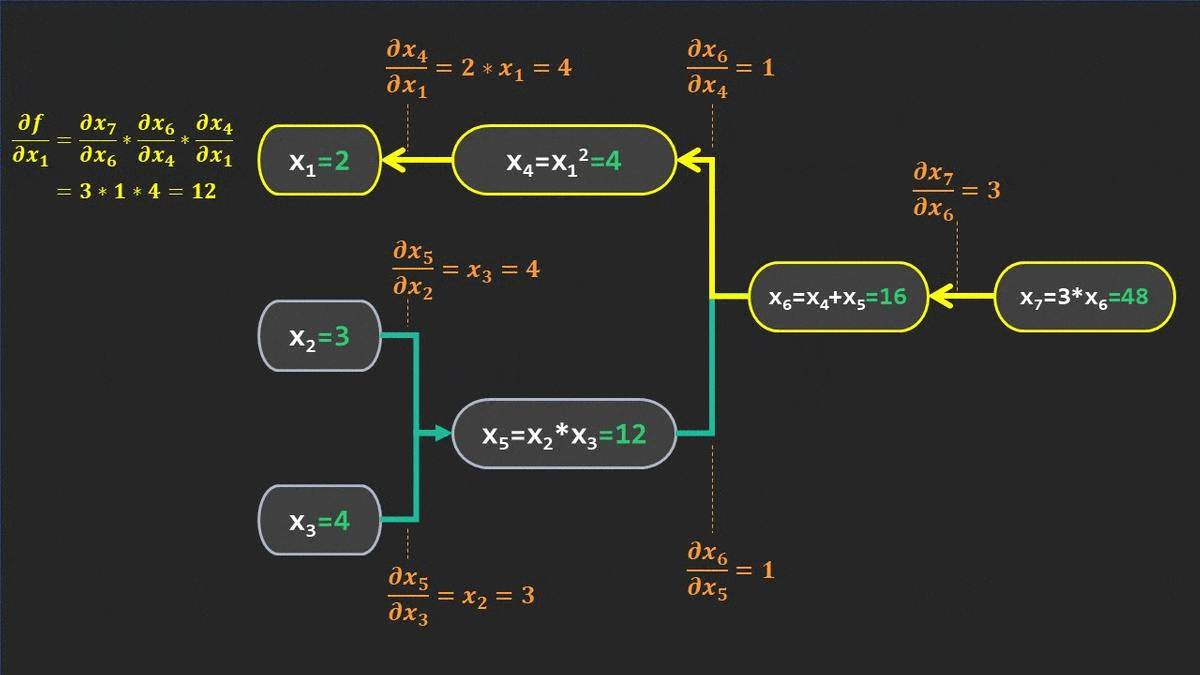 ∂x₄/∂x₁ = 2 * x₁ = 4
∂x₆/∂x₄ = 1
∂f/∂x₁ = ∂x₇/∂x₆ * ∂x₆/∂x₄ * ∂x₄/∂x₁
= 3 * 1 * 4 = 12
x₁=2
x₄=x₁²=4
∂x₇/∂x₆ = 3
∂x₅/∂x₂ = x₃ = 4
x₆=x₄+x₅=16
x₇=3*x₆=48
x₂=3
x₅=x₂*x₃=12
x₃=4
∂x₅/∂x₃ = x₂ = 3
∂x₆/∂x₅ = 1